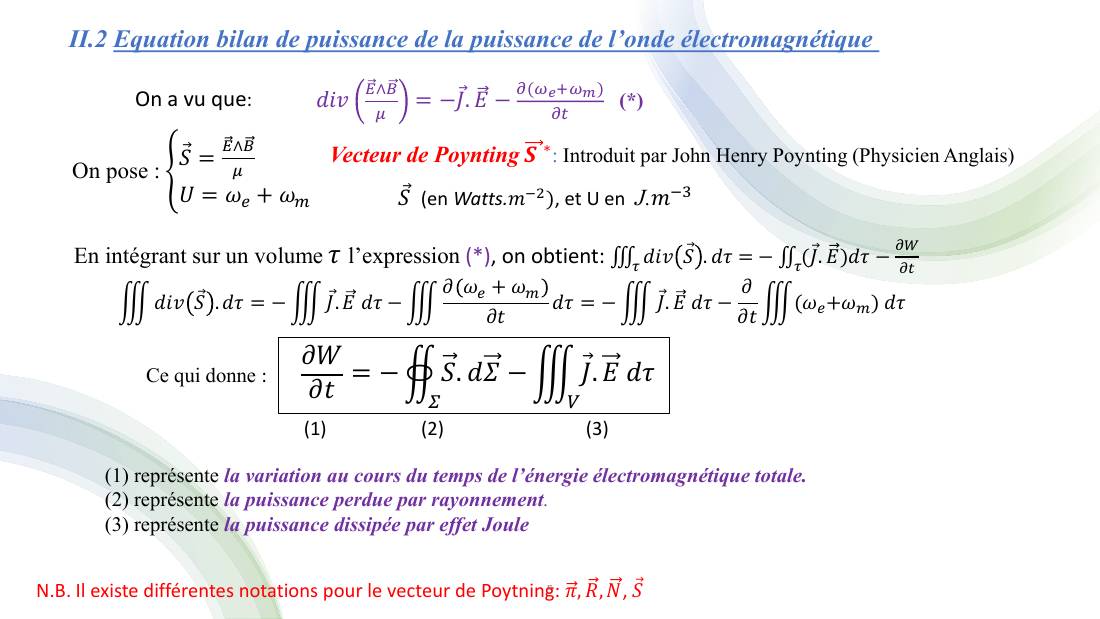 II.2 Equation bilan de puissance de la puissance de l’onde électromagnétique
On a vu que: div (E⃗∧B⃗/μ) = −J⃗.E⃗ − ∂(ωₑ+ωₘ)/∂t (*)
On pose : { S⃗ = E⃗∧B⃗/μ
U = ωₑ + ωₘ
Vecteur de Poynting S⃗* : Introduit par John Henry Poynting (Physicien Anglais)
S⃗ (en Watts.m⁻²), et U en J.m⁻³
En intégrant sur un volume τ l’expression (*), on obtient: ∭_τ div(S⃗).dτ = − ∬_τ(J⃗.E⃗)dτ − ∂W/∂t
∭ div(S⃗).dτ = − ∭ J⃗.E⃗ dτ − ∭ ∂(ωₑ + ωₘ)/∂t dτ = − ∭ J⃗.E⃗ dτ − ∂/∂t ∭ (ωₑ+ωₘ) dτ
Ce qui donne : ∂W/∂t = − ∯_Σ S⃗.dΣ⃗ − ∭_V j⃗.E⃗ dτ
(1) (2) (3)
(1) représente la variation au cours du temps de l’énergie électromagnétique totale.
(2) représente la puissance perdue par rayonnement.
(3) représente la puissance dissipée par effet Joule
N.B. Il existe différentes notations pour le vecteur de Poytning: π⃗, R⃗, N⃗, S⃗